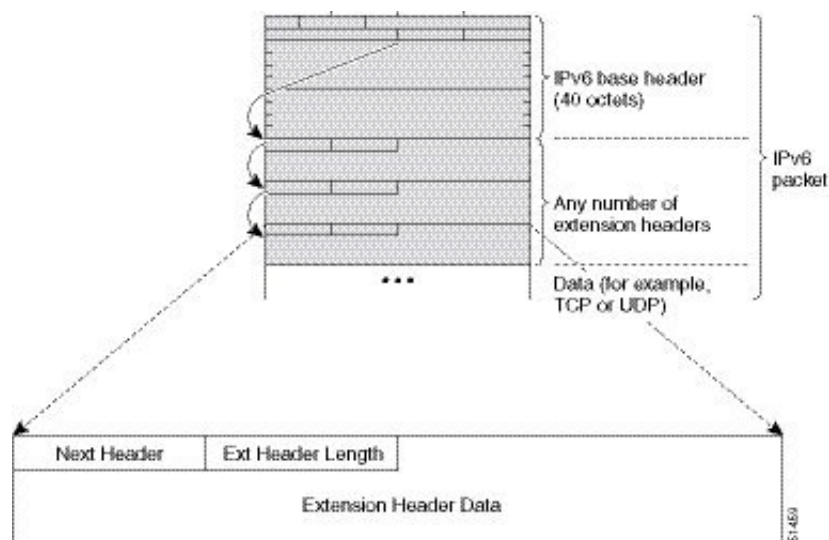 IPv6 base header
(40 octets)
IPv6
packet
Any number of
extension headers
Data (for example,
TCP or UDP)
Next Header
Ext Header Length
Extension Header Data
51459